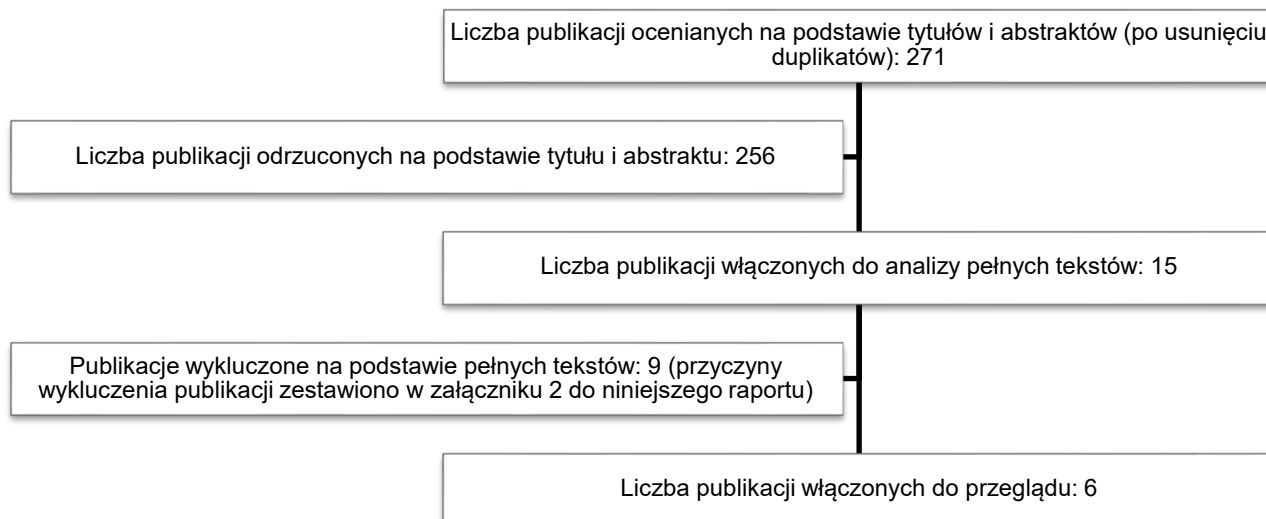 Liczba publikacji ocenianych na podstawie tytułów i abstraktów (po usunięciu
duplikatów): 271
Liczba publikacji odrzuconych na podstawie tytułu i abstraktu: 256
Liczba publikacji włączonych do analizy pełnych tekstów: 15
Publikacje wykluczone na podstawie pełnych tekstów: 9 (przyczyny
wykluczenia publikacji zestawiono w załączniku 2 do niniejszego raportu)
Liczba publikacji włączonych do przeglądu: 6